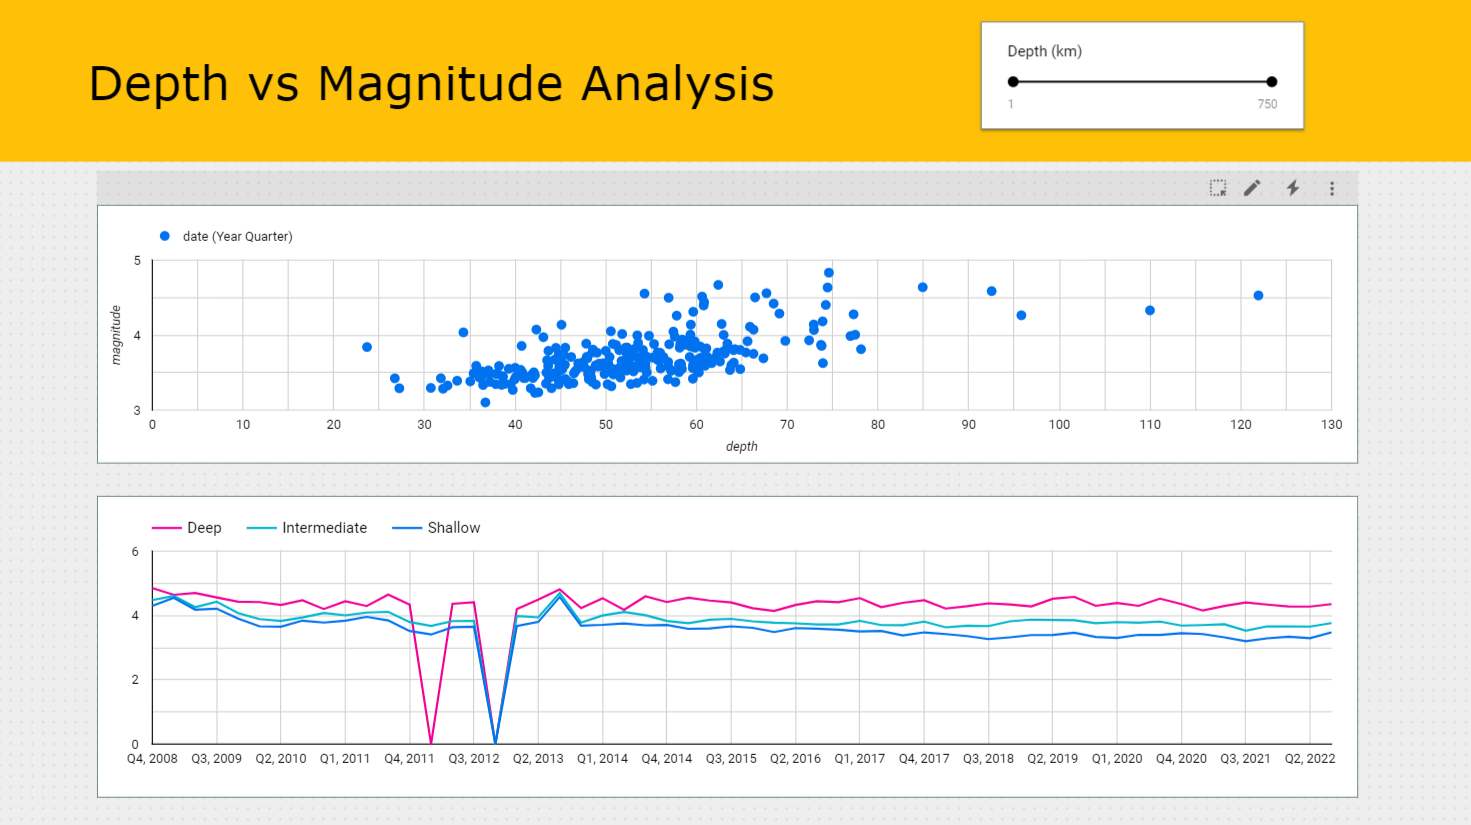 Depth vs Magnitude Analysis
Depth (km)
1 750
date (Year Quarter)
5
4
3
magnitude
0 10 20 30 40 50 60 70 80 90 100 110 120 130
depth
Deep Intermediate Shallow
6
4
2
0
Q4, 2008 Q3, 2009 Q2, 2010 Q1, 2011 Q4, 2011 Q3, 2012 Q2, 2013 Q1, 2014 Q4, 2014 Q3, 2015 Q2, 2016 Q1, 2017 Q4, 2017 Q3, 2018 Q2, 2019 Q1, 2020 Q4, 2020 Q3, 2021 Q2, 2022